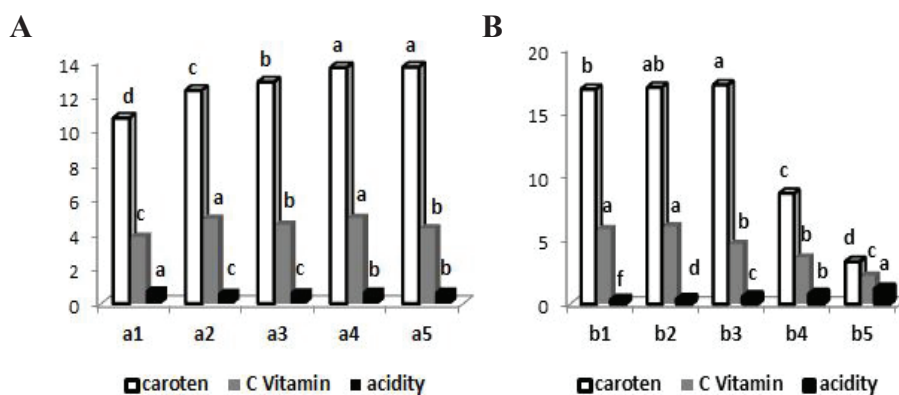 A
14
12
10
8
6
4
2
0
d c b a a
c a b a b
a c c b b
a1 a2 a3 a4 a5
caroten C Vitamin acidity
B
20
15
10
5
0
b ab a c d
a a b b c
f d c b a
b1 b2 b3 b4 b5
caroten C Vitamin acidity